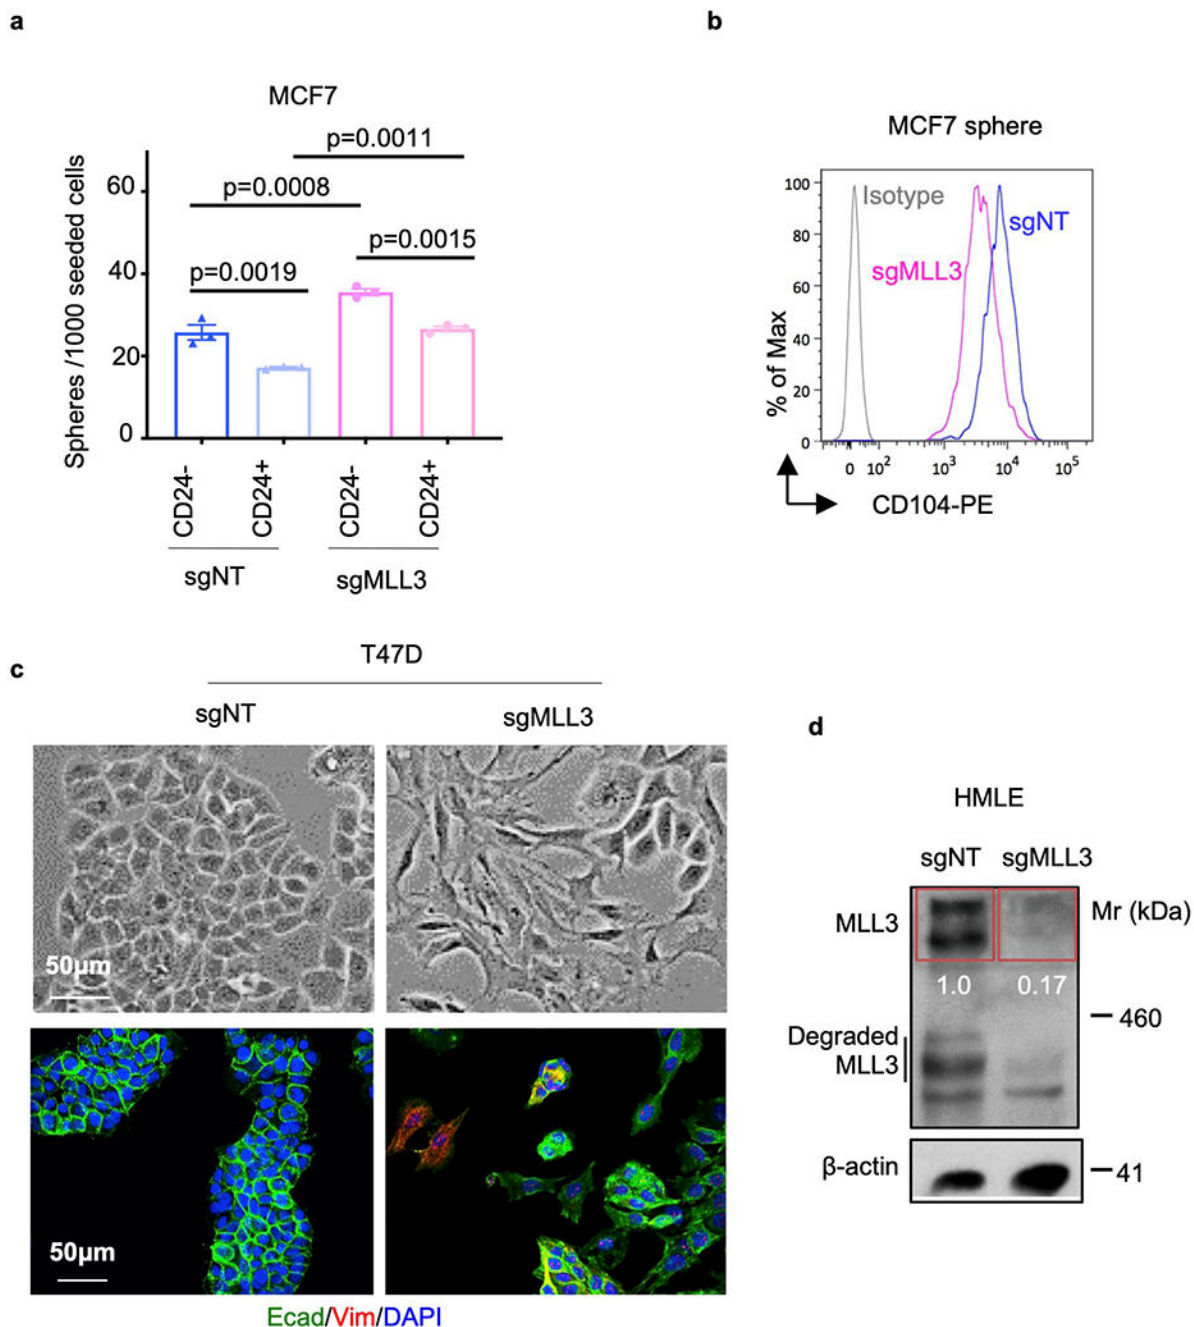 a
MCF7
Spheres /1000 seeded cells
60
40
20
0
p=0.0011
p=0.0008
p=0.0015
p=0.0019
CD24-
CD24+
CD24-
CD24+
sgNT
sgMLL3
b
MCF7 sphere
% of Max
100
80
60
40
20
0
Isotype
sgNT
sgMLL3
0 10² 10³ 10⁴ 10⁵
CD104-PE
c
T47D
sgNT
sgMLL3
50µm
50µm
Ecad/Vim/DAPI
d
HMLE
sgNT sgMLL3
MLL3
Mr (kDa)
1.0 0.17
460
Degraded
MLL3
β-actin
41